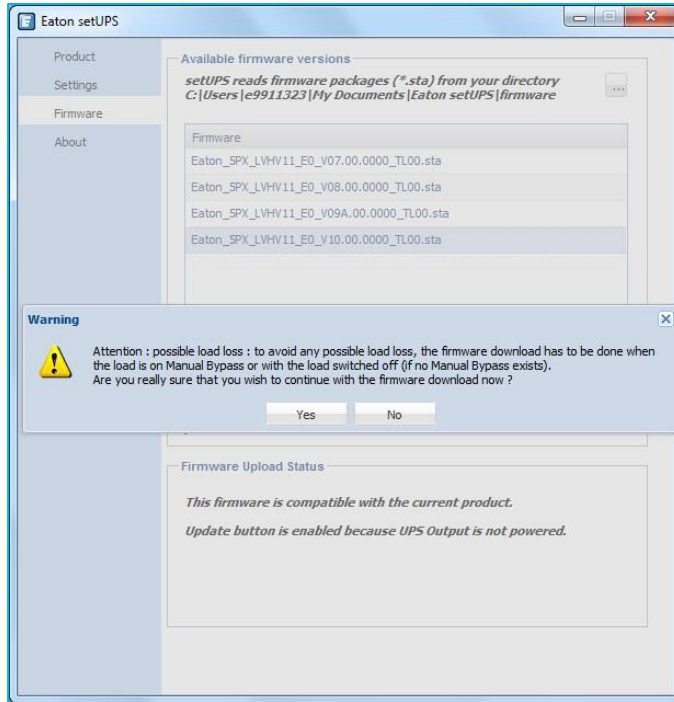 Eaton setUPS
Product
Settings
Firmware
About
Available firmware versions
setUPS reads firmware packages (*.sta) from your directory
C:|Users|e9911323|My Documents|Eaton setUPS|firmware
...
Firmware
Eaton_5PX_LVHV11_E0_V07.00.0000_TL00.sta
Eaton_5PX_LVHV11_E0_V08.00.0000_TL00.sta
Eaton_5PX_LVHV11_E0_V09A.00.0000_TL00.sta
Eaton_5PX_LVHV11_E0_V10.00.0000_TL00.sta
Warning
Attention : possible load loss : to avoid any possible load loss, the firmware download has to be done when
the load is on Manual Bypass or with the load switched off (if no Manual Bypass exists).
Are you really sure that you wish to continue with the firmware download now ?
Yes No
Firmware Upload Status
This firmware is compatible with the current product.
Update button is enabled because UPS Output is not powered.